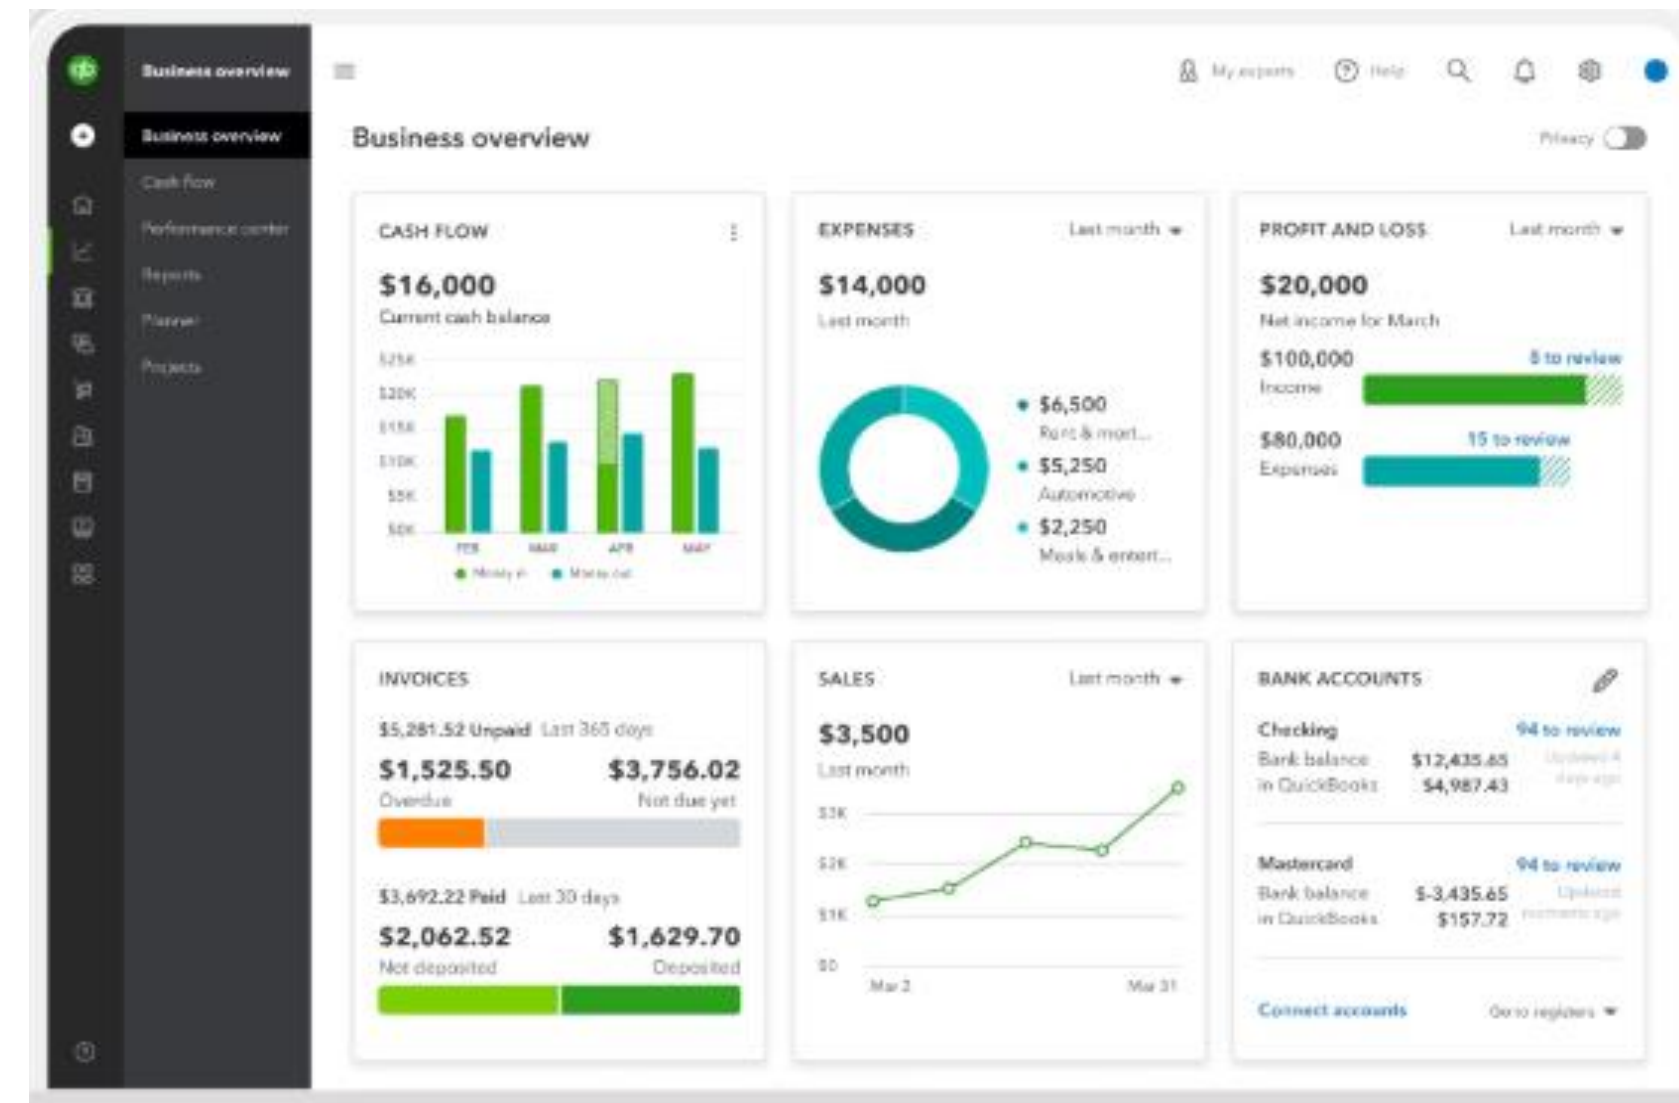 qb
Business overview
My experts
Help
Business overview
Cash flow
Performance center
Reports
Planner
Projects
Business overview
Privacy
CASH FLOW
$16,000
Current cash balance
$25K
$20K
$15K
$10K
$5K
$0K
FEB MAR APR MAY
Money in Money out
EXPENSES Last month
$14,000
Last month
$6,500
Rent & mort...
$5,250
Automotive
$2,250
Meals & entert...
PROFIT AND LOSS Last month
$20,000
Net income for March
$100,000 8 to review
Income
$80,000 15 to review
Expenses
INVOICES
$5,281.52 Unpaid Last 365 days
$1,525.50 $3,756.02
Overdue Not due yet
$3,692.22 Paid Last 30 days
$2,062.52 $1,629.70
Not deposited Deposited
SALES Last month
$3,500
Last month
$3K
$2K
$1K
$0
Mar 2 Mar 31
BANK ACCOUNTS
Checking 94 to review
Bank balance $12,435.65 Updated 4
in QuickBooks $4,987.43 days ago
Mastercard 94 to review
Bank balance $-3,435.65 Updated
in QuickBooks $157.72 moments ago
Connect accounts Go to registers